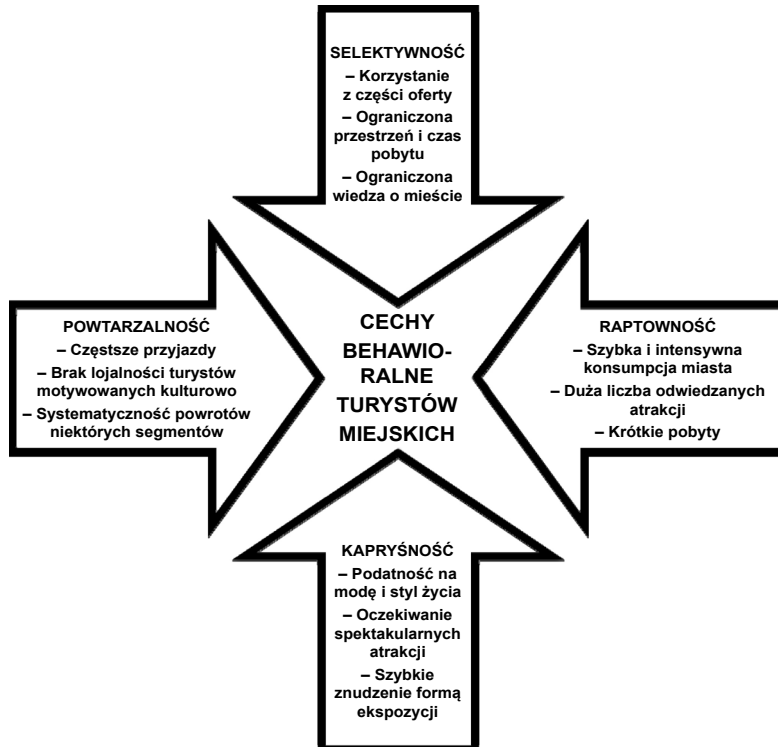 SELEKTYWNOŚĆ
– Korzystanie
z części oferty
– Ograniczona
przestrzeń i czas
pobytu
– Ograniczona
wiedza o mieście
POWTARZALNOŚĆ
– Częstsze przyjazdy
– Brak lojalności turystów
motywowanych kulturowo
– Systematyczność powrotów
niektórych segmentów
CECHY
BEHAWIO-
RALNE
TURYSTÓW
MIEJSKICH
RAPTOWNOŚĆ
– Szybka i intensywna
konsumpcja miasta
– Duża liczba odwiedzanych
atrakcji
– Krótkie pobyty
KAPRYŚNOŚĆ
– Podatność na
modę i styl życia
– Oczekiwanie
spektakularnych
atrakcji
– Szybkie
znudzenie formą
ekspozycji